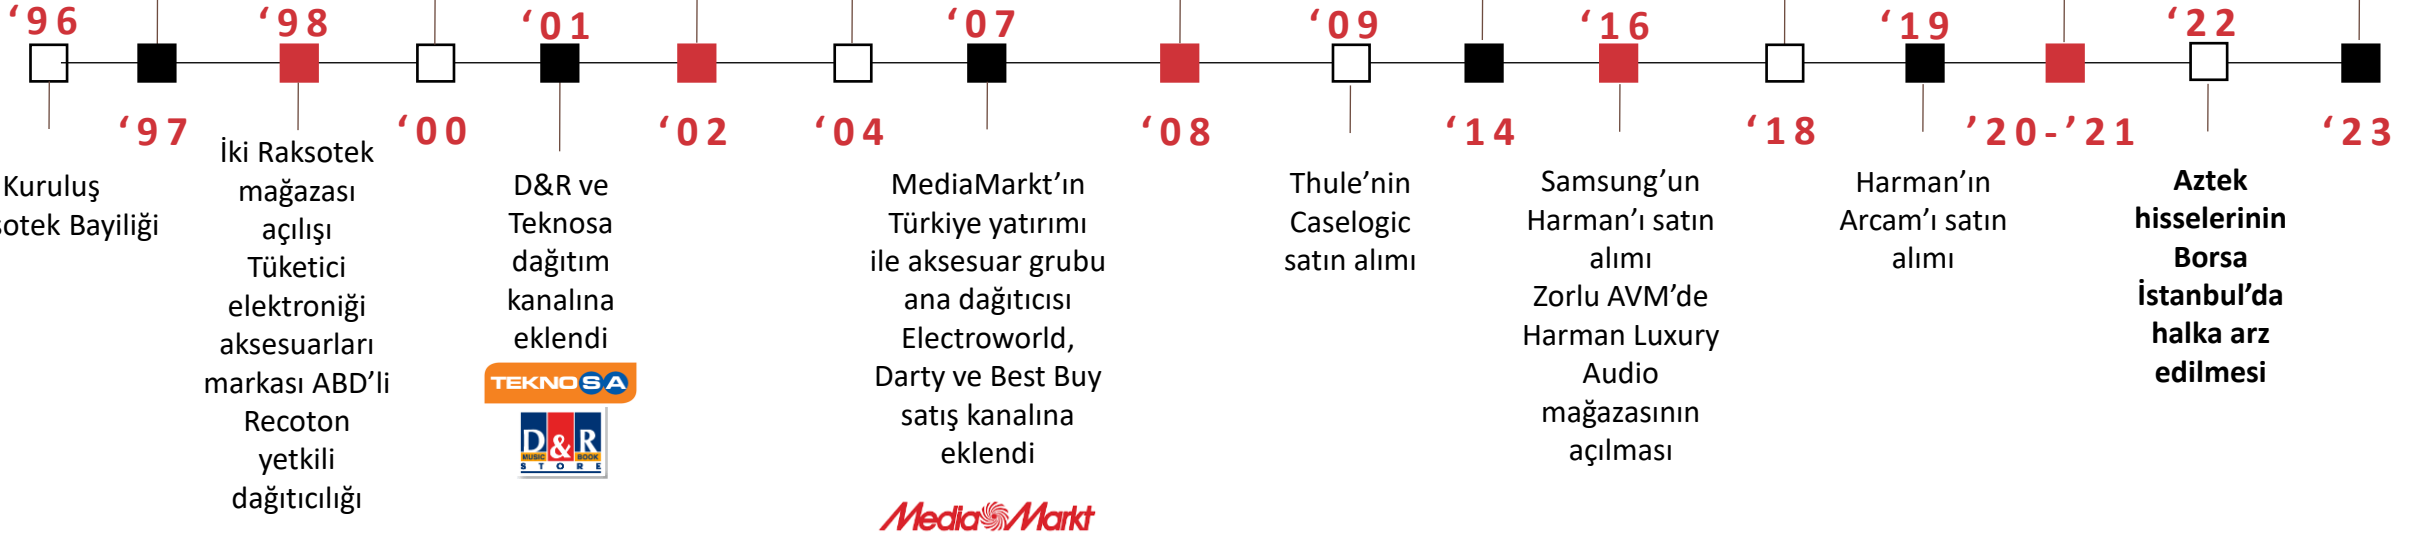 ‘96
‘98
‘01
‘07
‘09
‘16
‘19
‘22
‘97
‘00
‘02
‘04
‘08
‘14
‘18
’20-’21
‘23
Kuruluş
Bayiliği
İki Raksotek
mağazası
açılışı
Tüketici
elektroniği
aksesuarları
markası ABD’li
Recoton
yetkili
dağıtıcılığı
D&R ve
Teknosa
dağıtım
kanalına
eklendi
TEKNOSA
D&R
MUSIC BOOK
STORE
MediaMarkt’ın
Türkiye yatırımı
ile aksesuar grubu
ana dağıtıcısı
Electroworld,
Darty ve Best Buy
satış kanalına
eklendi
MediaMarkt
Thule’nin
Caselogic
satın alımı
Samsung’un
Harman’ı satın
alımı
Zorlu AVM’de
Harman Luxury
Audio
mağazasının
açılması
Harman’ın
Arcam’ı satın
alımı
Aztek
hisselerinin
Borsa
İstanbul’da
halka arz
edilmesi